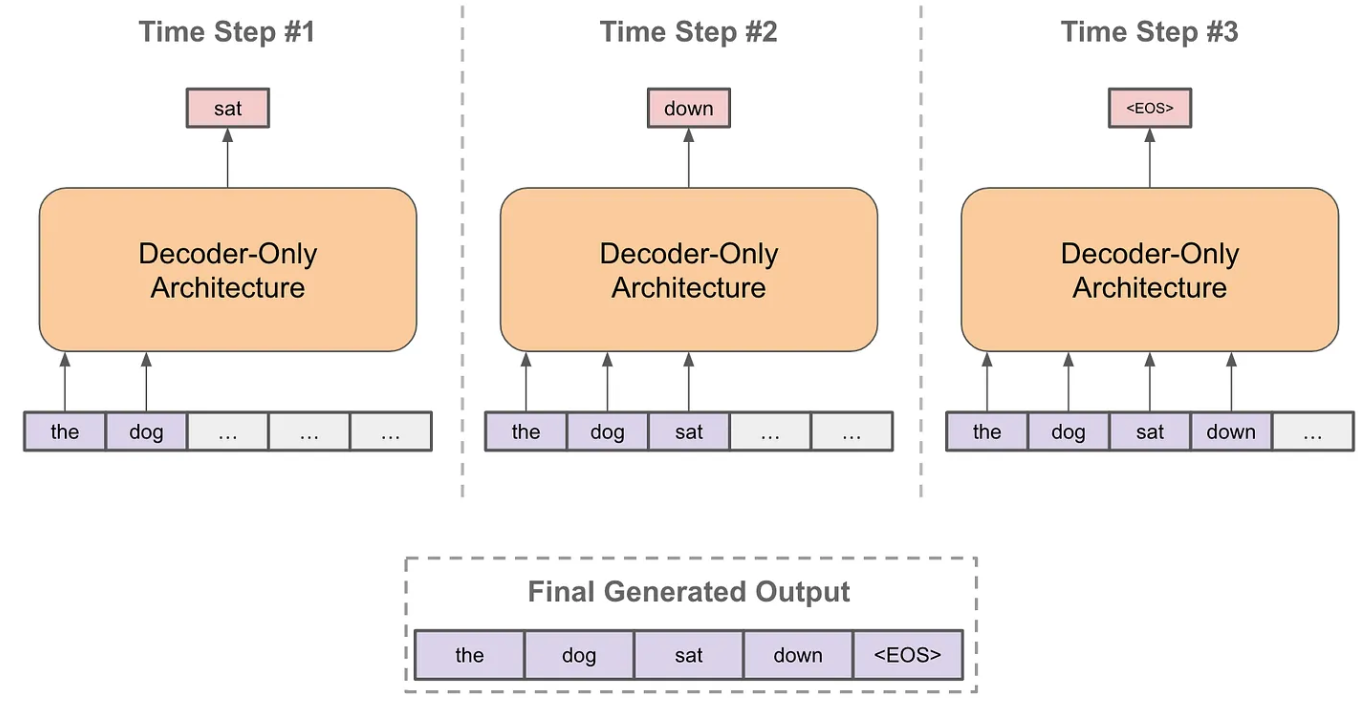 Time Step #1
Time Step #2
Time Step #3
sat
down
<EOS>
Decoder-Only
Architecture
Decoder-Only
Architecture
Decoder-Only
Architecture
the dog ... ... ...
the dog sat ... ...
the dog sat down ...
Final Generated Output
the dog sat down <EOS>